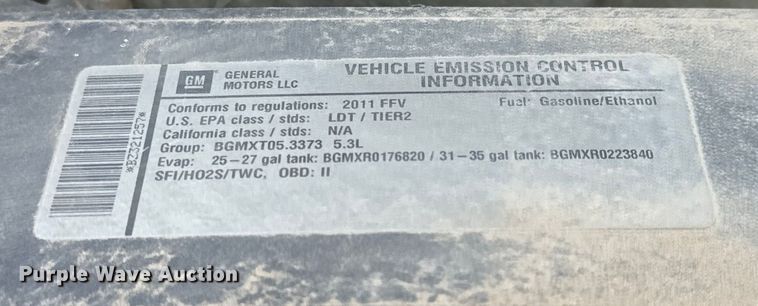 *BZ321257*
GM
GENERAL MOTORS LLC
VEHICLE EMISSION CONTROL
INFORMATION
Conforms to regulations: 2011 FFV Fuel: Gasoline/Ethanol
U.S. EPA class / stds: LDT / TIER2
California class / stds: N/A
Group: BGMXT05.3373 5.3L
Evap: 25-27 gal tank: BGMXR0176820 / 31-35 gal tank: BGMXR0223840
SFI/HO2S/TWC, OBD: II
Purple Wave Auction